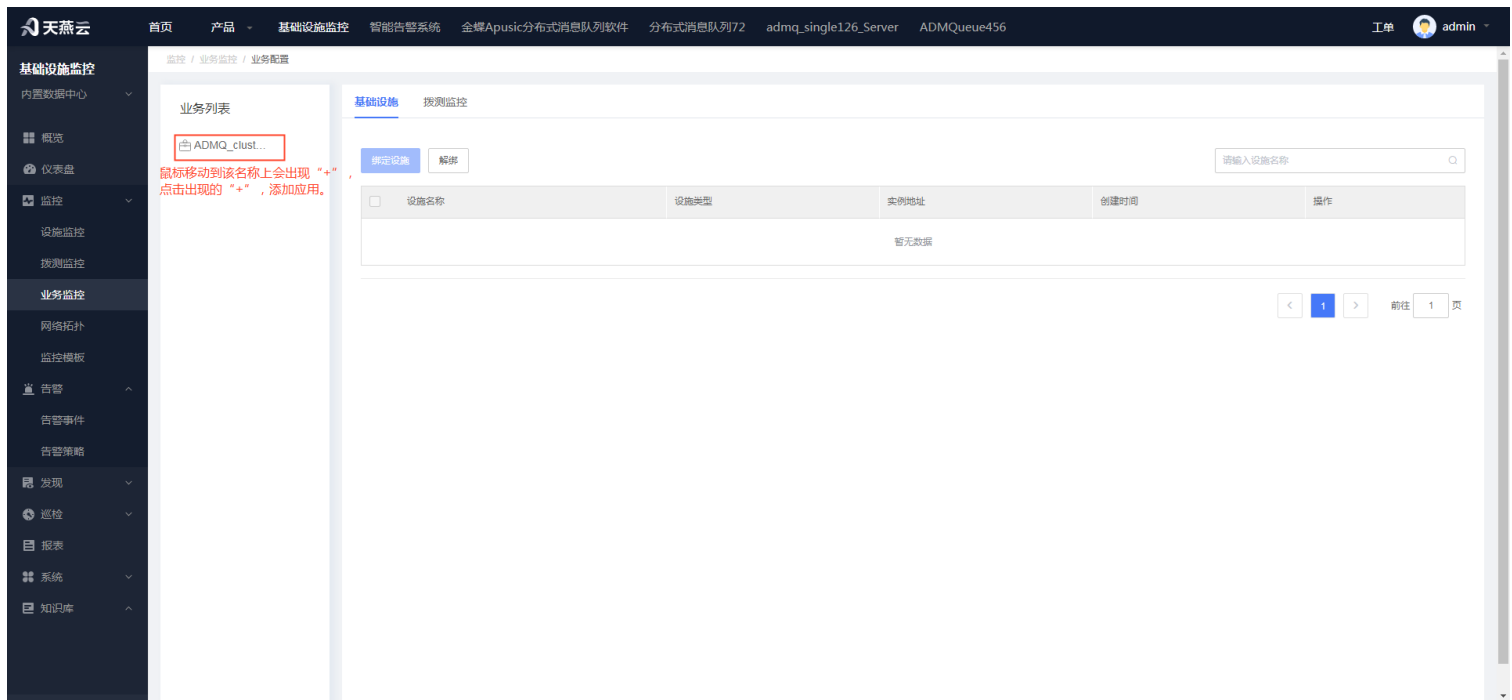 天燕云
首页 产品 基础设施监控 智能告警系统 金蝶Apusic分布式消息队列软件 分布式消息队列72 admq_single126_Server ADMQueue456 工单 admin
基础设施监控
内置数据中心
概览
仪表盘
监控
设施监控
拨测监控
业务监控
网络拓扑
监控模板
告警
告警事件
告警策略
发现
巡检
报表
系统
知识库
监控 / 业务监控 / 业务配置
业务列表
ADMQ_clust...
鼠标移动到该名称上会出现“+”，
点击出现的“+”，添加应用。
基础设施 拨测监控
绑定设施 解绑 请输入设施名称
设施名称 设施类型 实例地址 创建时间 操作
暂无数据
< 1 > 前往 1 页